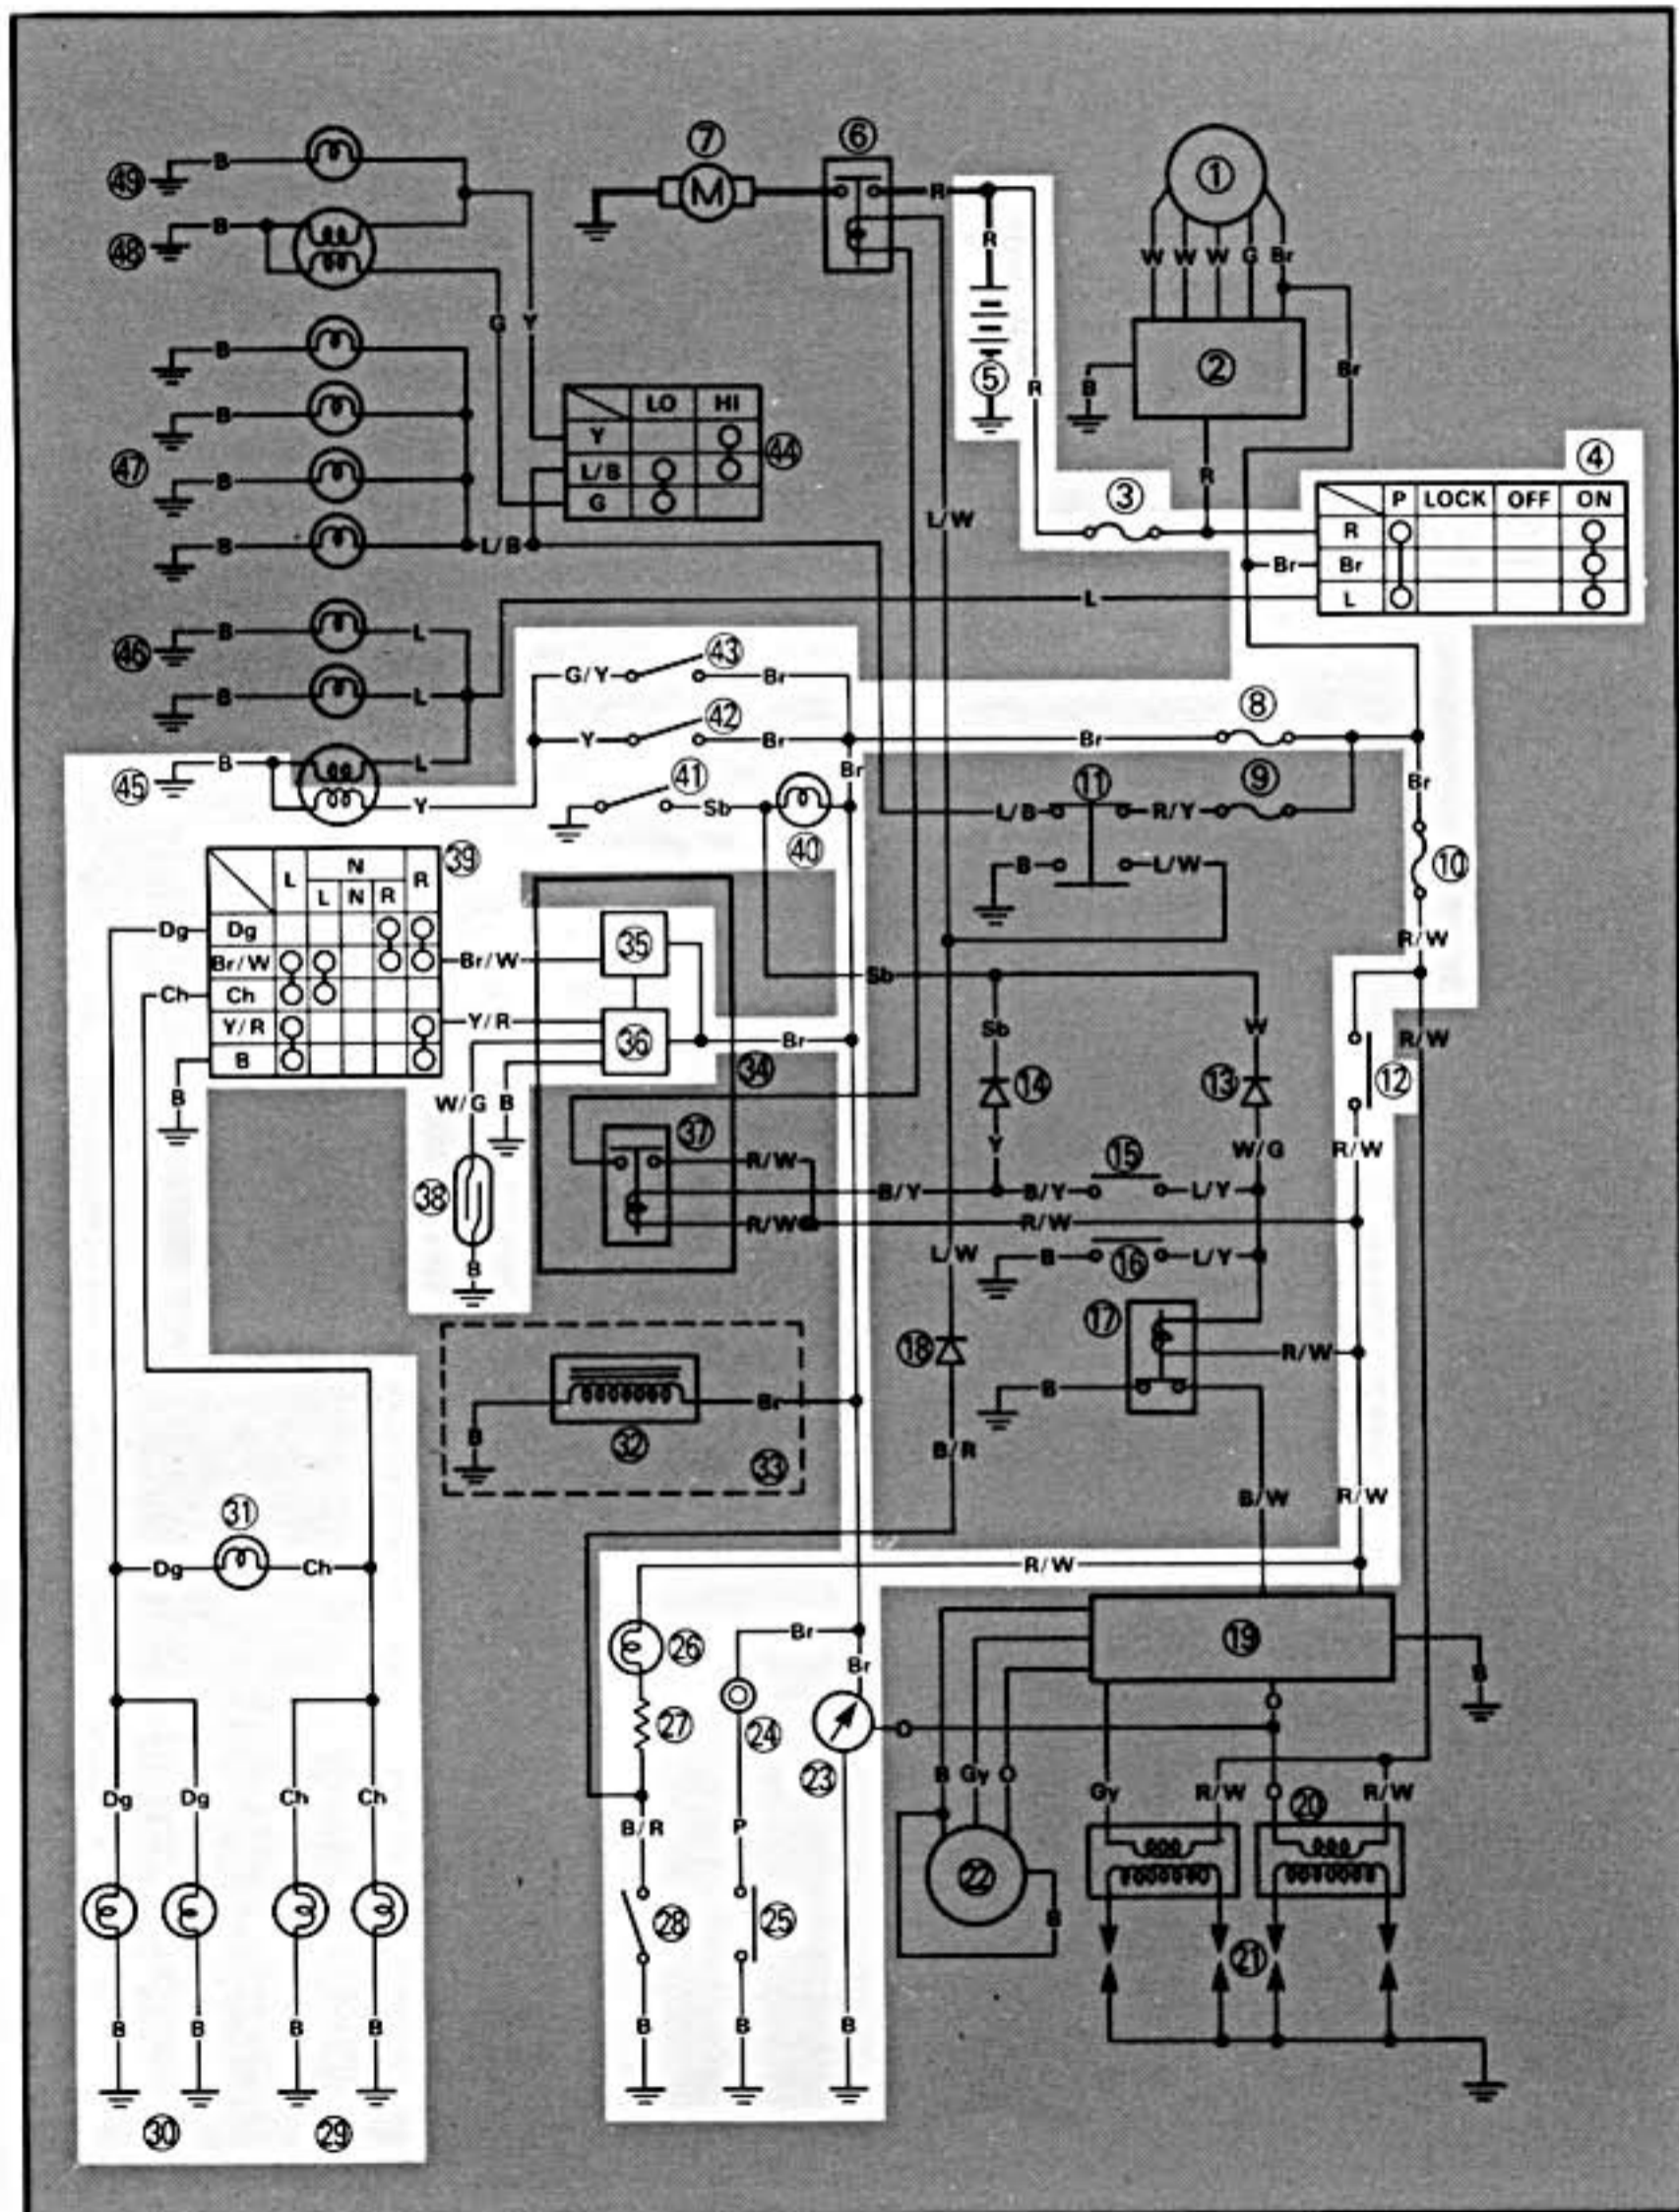 ⑦ ⑥ ①
㊾ B M R
㊽ B R W W W G Br
B G Y ② Br
B LO HI ⑤ R B
㊼ B Y ㊹ R ④
B L/B L/W ③ P LOCK OFF ON
G R
B L/B Br Br
L L
㊻ B L
G/Y ㊸ Br
B L ⑧
Y ㊷ Br Br
㊺ B L Br Br
Y ㊶ Sb ⑪ ⑨
L/B R/Y
L N R ㊴ ㊵ B L/W ⑩
L N R
Dg Dg R/W
Br/W Br/W ㉟
Ch Ch Sb
Y/R Y/R Sb W R/W
B ㊱ Br
B W/G B ㉞ ⑭ ⑬ ⑫
㊲ Y W/G R/W
R/W ⑮
㊳ B/Y B/Y L/Y
R/W R/W
B L/W B ⑯ L/Y
⑰
⑱ R/W
Br B
B ㉜ ㉝ B/R
B/W R/W
㉛
Dg Ch R/W
㉖ Br ⑲
Br B
㉗ ㉔
㉓ B Gy
Dg Dg Ch Ch Gy R/W ⑳ R/W
B/R P
㉒
㉘ ㉕ B
㉑
B B B B B B B
㉚ ㉙